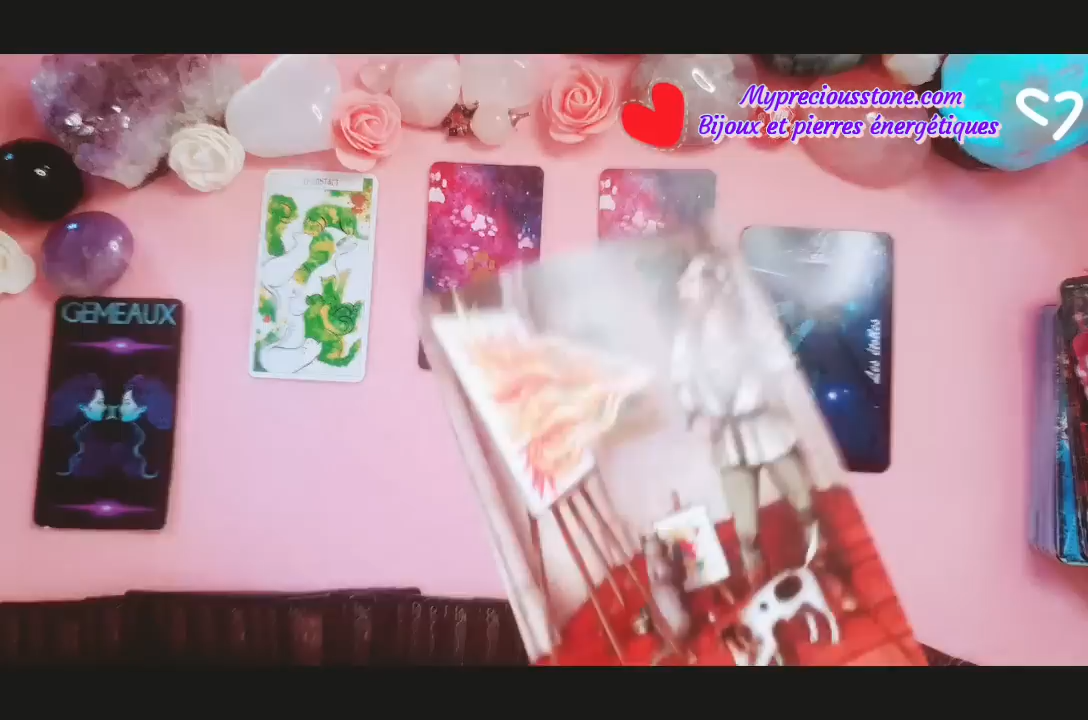 Mypreciousstone.com
Bijoux et pierres énergétiques
GEMEAUX
Les étoiles